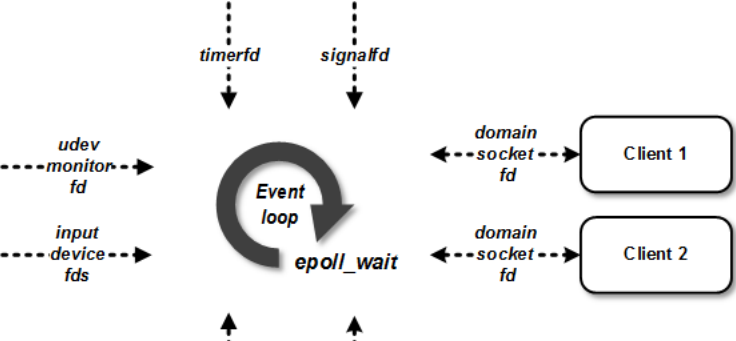 timerfd
signalfd
udev
monitor
fd
domain
socket
fd
Client 1
Event
loop
input
device
fds
domain
socket
fd
Client 2
epoll_wait